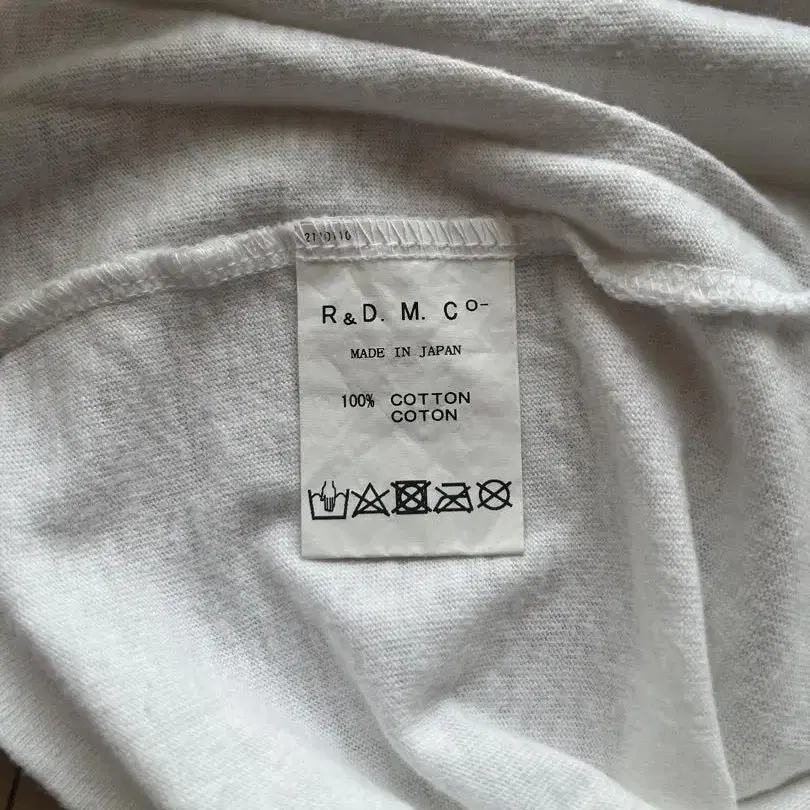 R & D. M. Co-
MADE IN JAPAN
100% COTTON
COTON